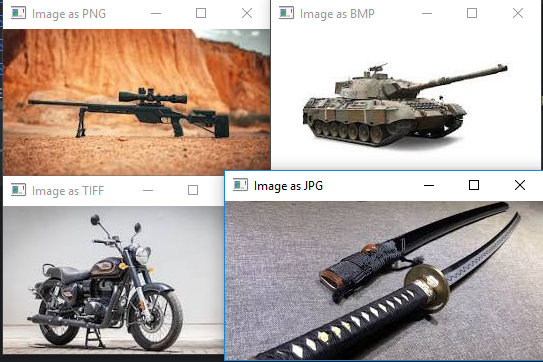 Image as PNG
Image as BMP
Image as TIFF
Image as JPG